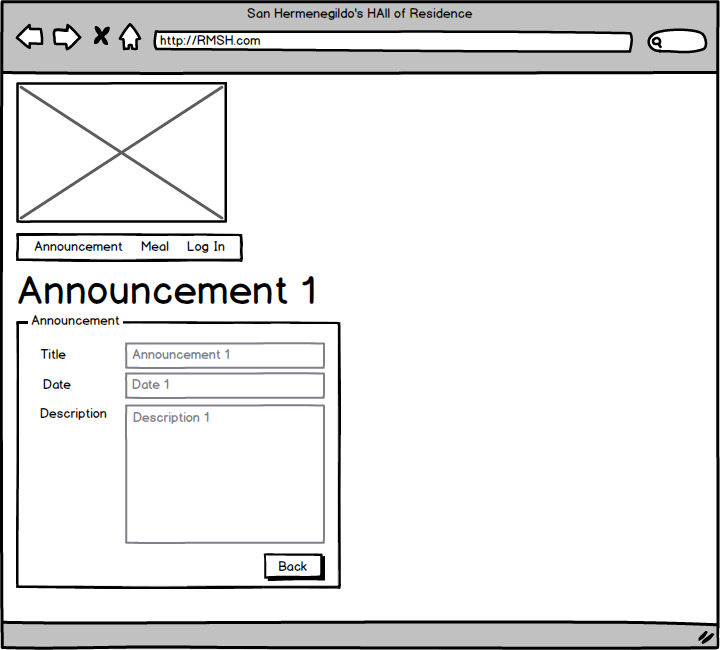 San Hermenegildo's HAll of Residence
http://RMSH.com
Announcement Meal Log In
Announcement 1
Announcement
Title Announcement 1
Date Date 1
Description Description 1
Back